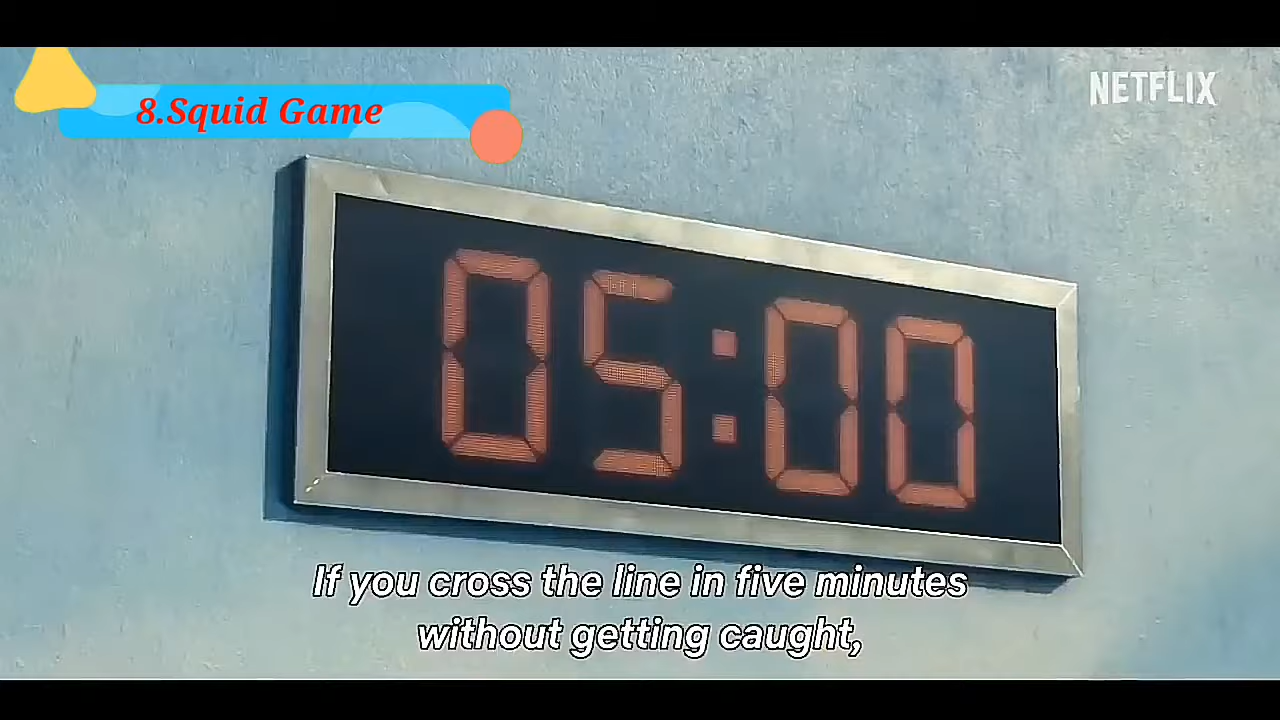 8.Squid Game
NETFLIX
05:00
If you cross the line in five minutes
without getting caught,